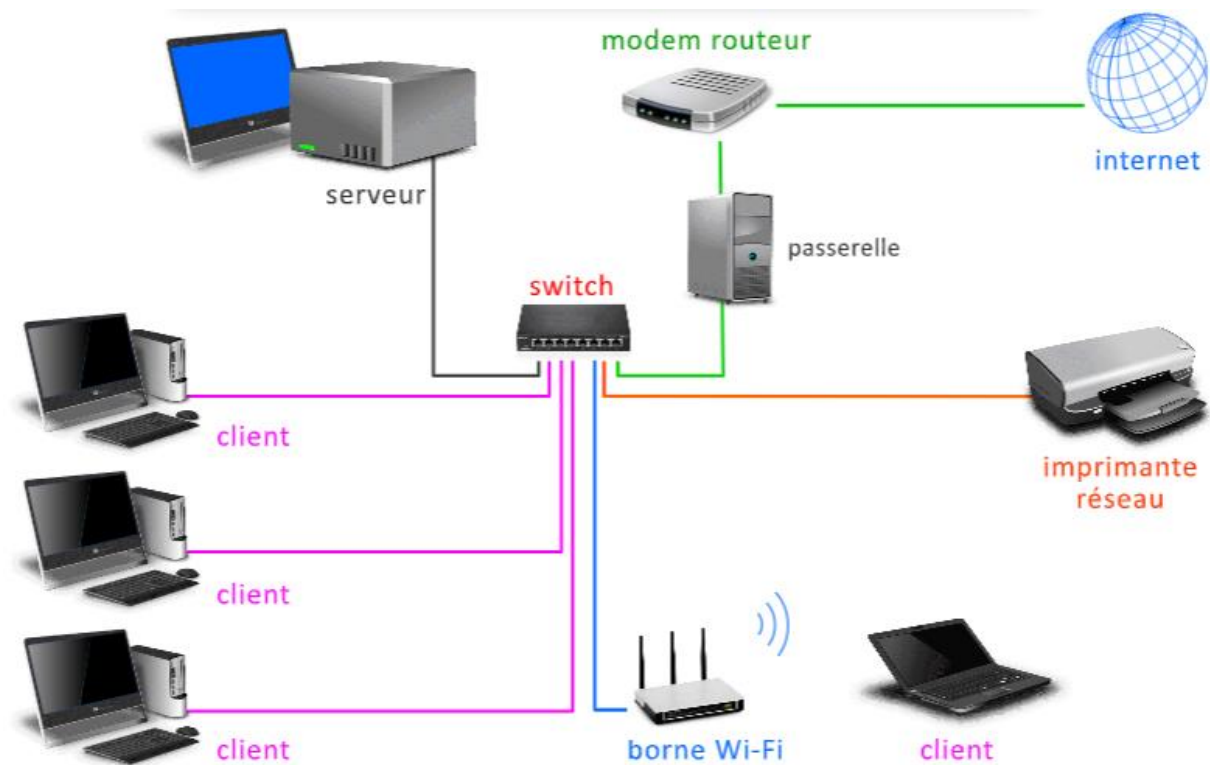 modem routeur
internet
serveur
passerelle
switch
client
imprimante
réseau
client
client
borne Wi-Fi
client